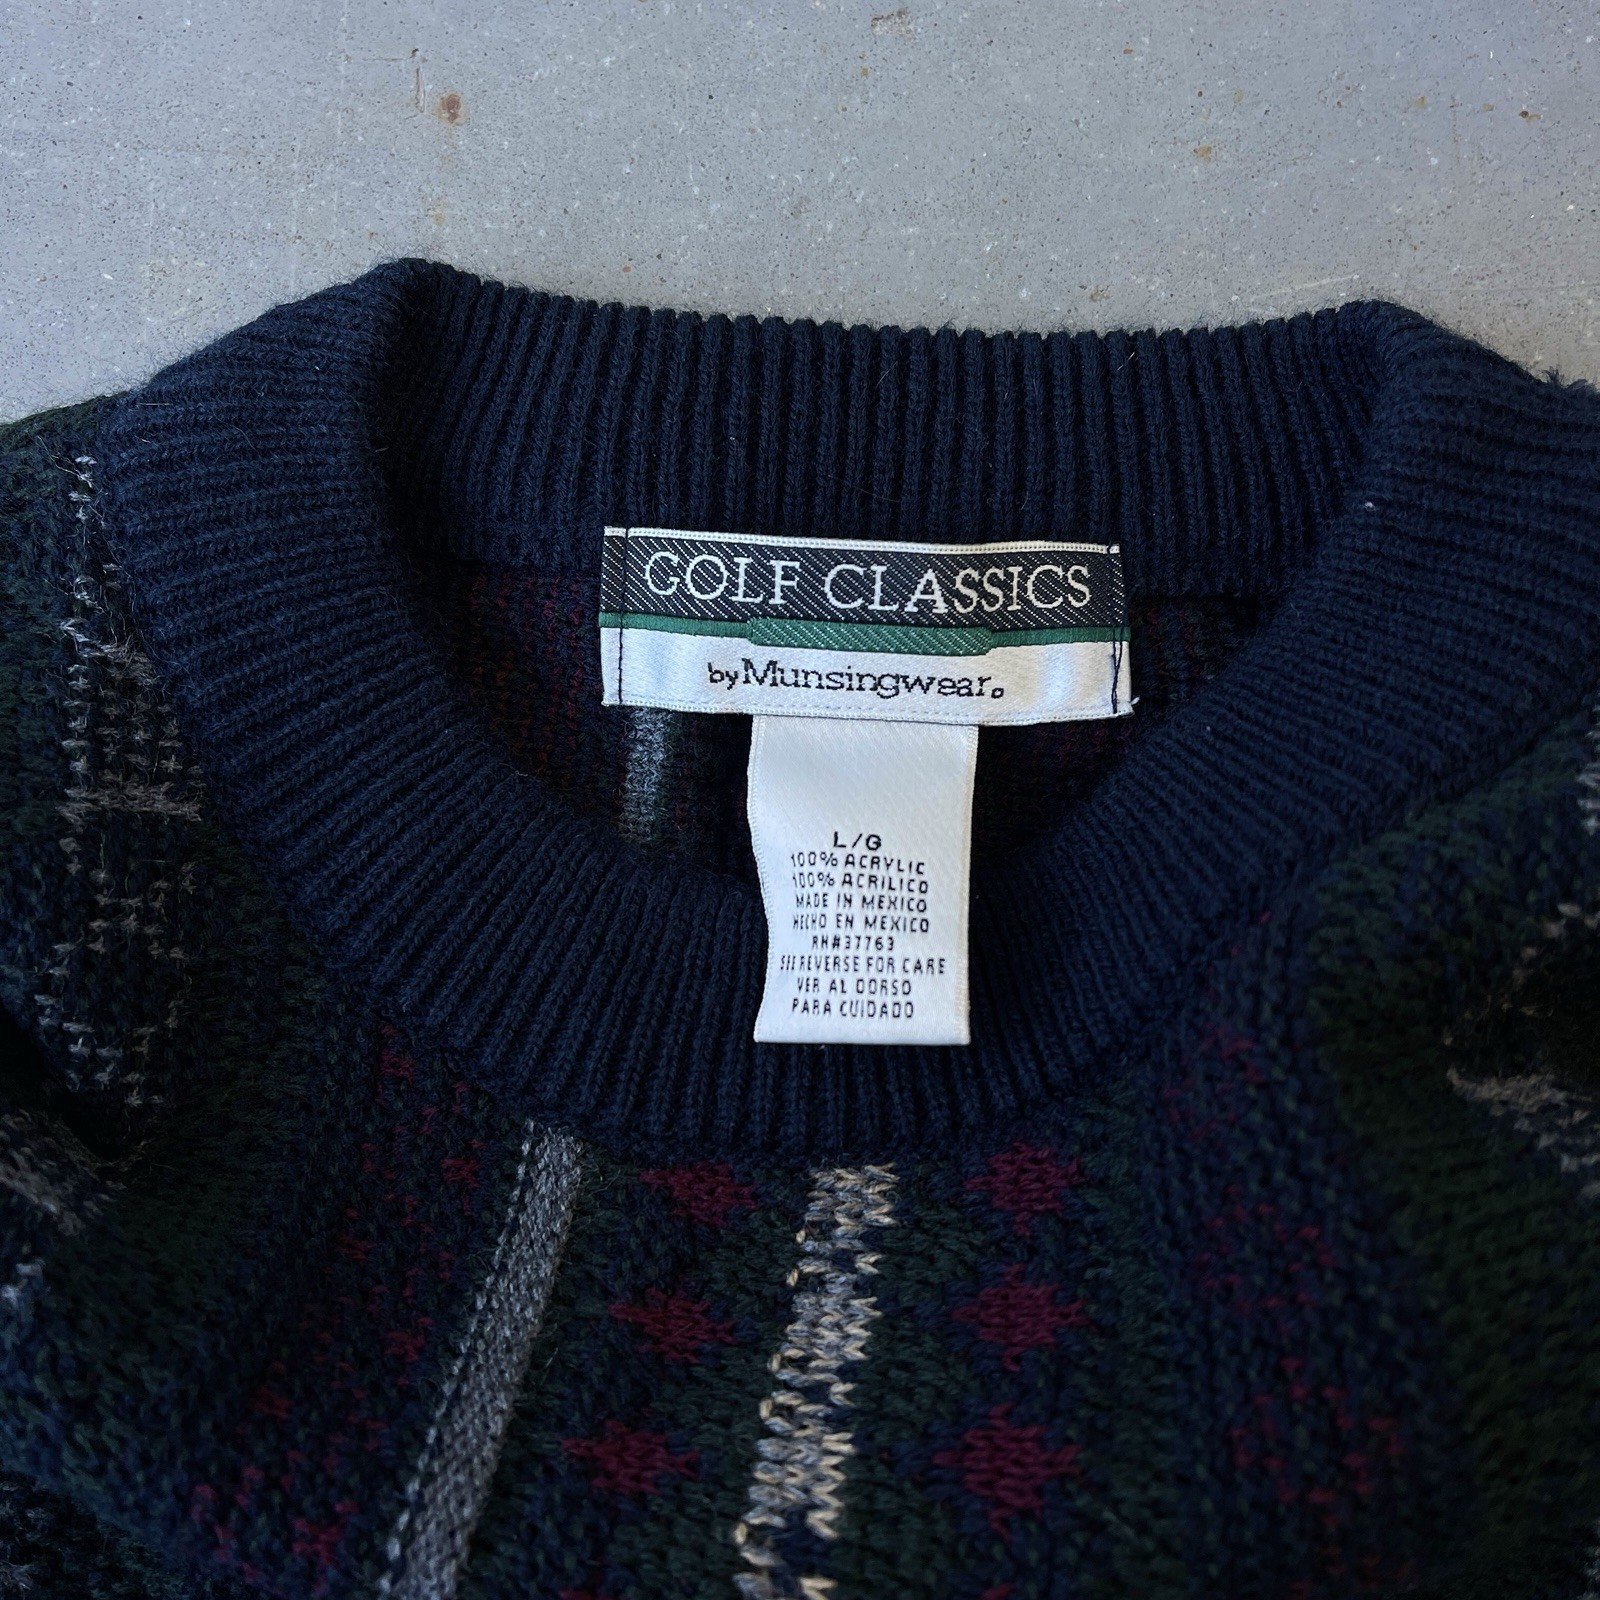 GOLF CLASSICS
by Munsingwear®
L/G
100% ACRYLIC
100% ACRILICO
MADE IN MEXICO
HECHO EN MEXICO
RN#37763
SEE REVERSE FOR CARE
VER AL DORSO
PARA CUIDADO